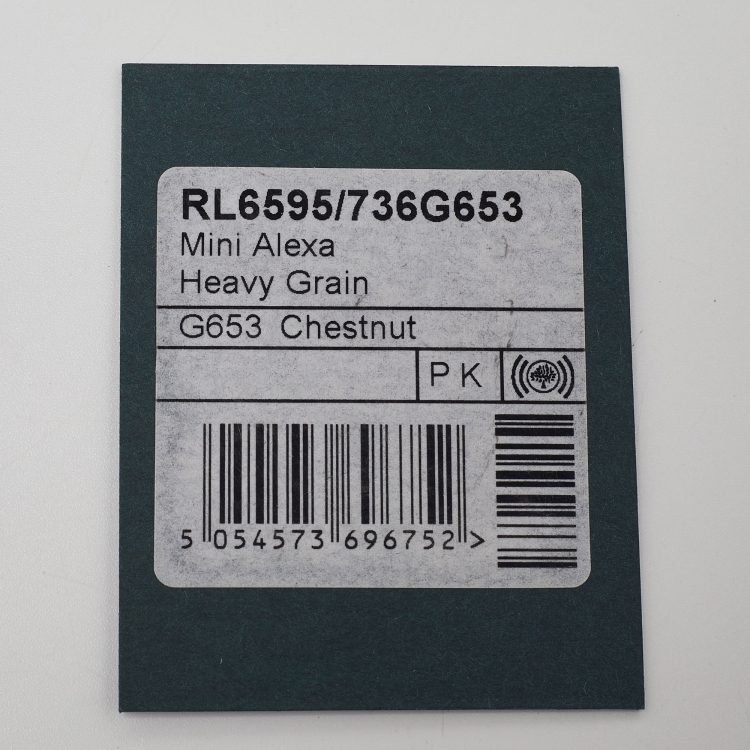 RL6595/736G653
Mini Alexa
Heavy Grain
G653 Chestnut
P K
5 054573 696752 >